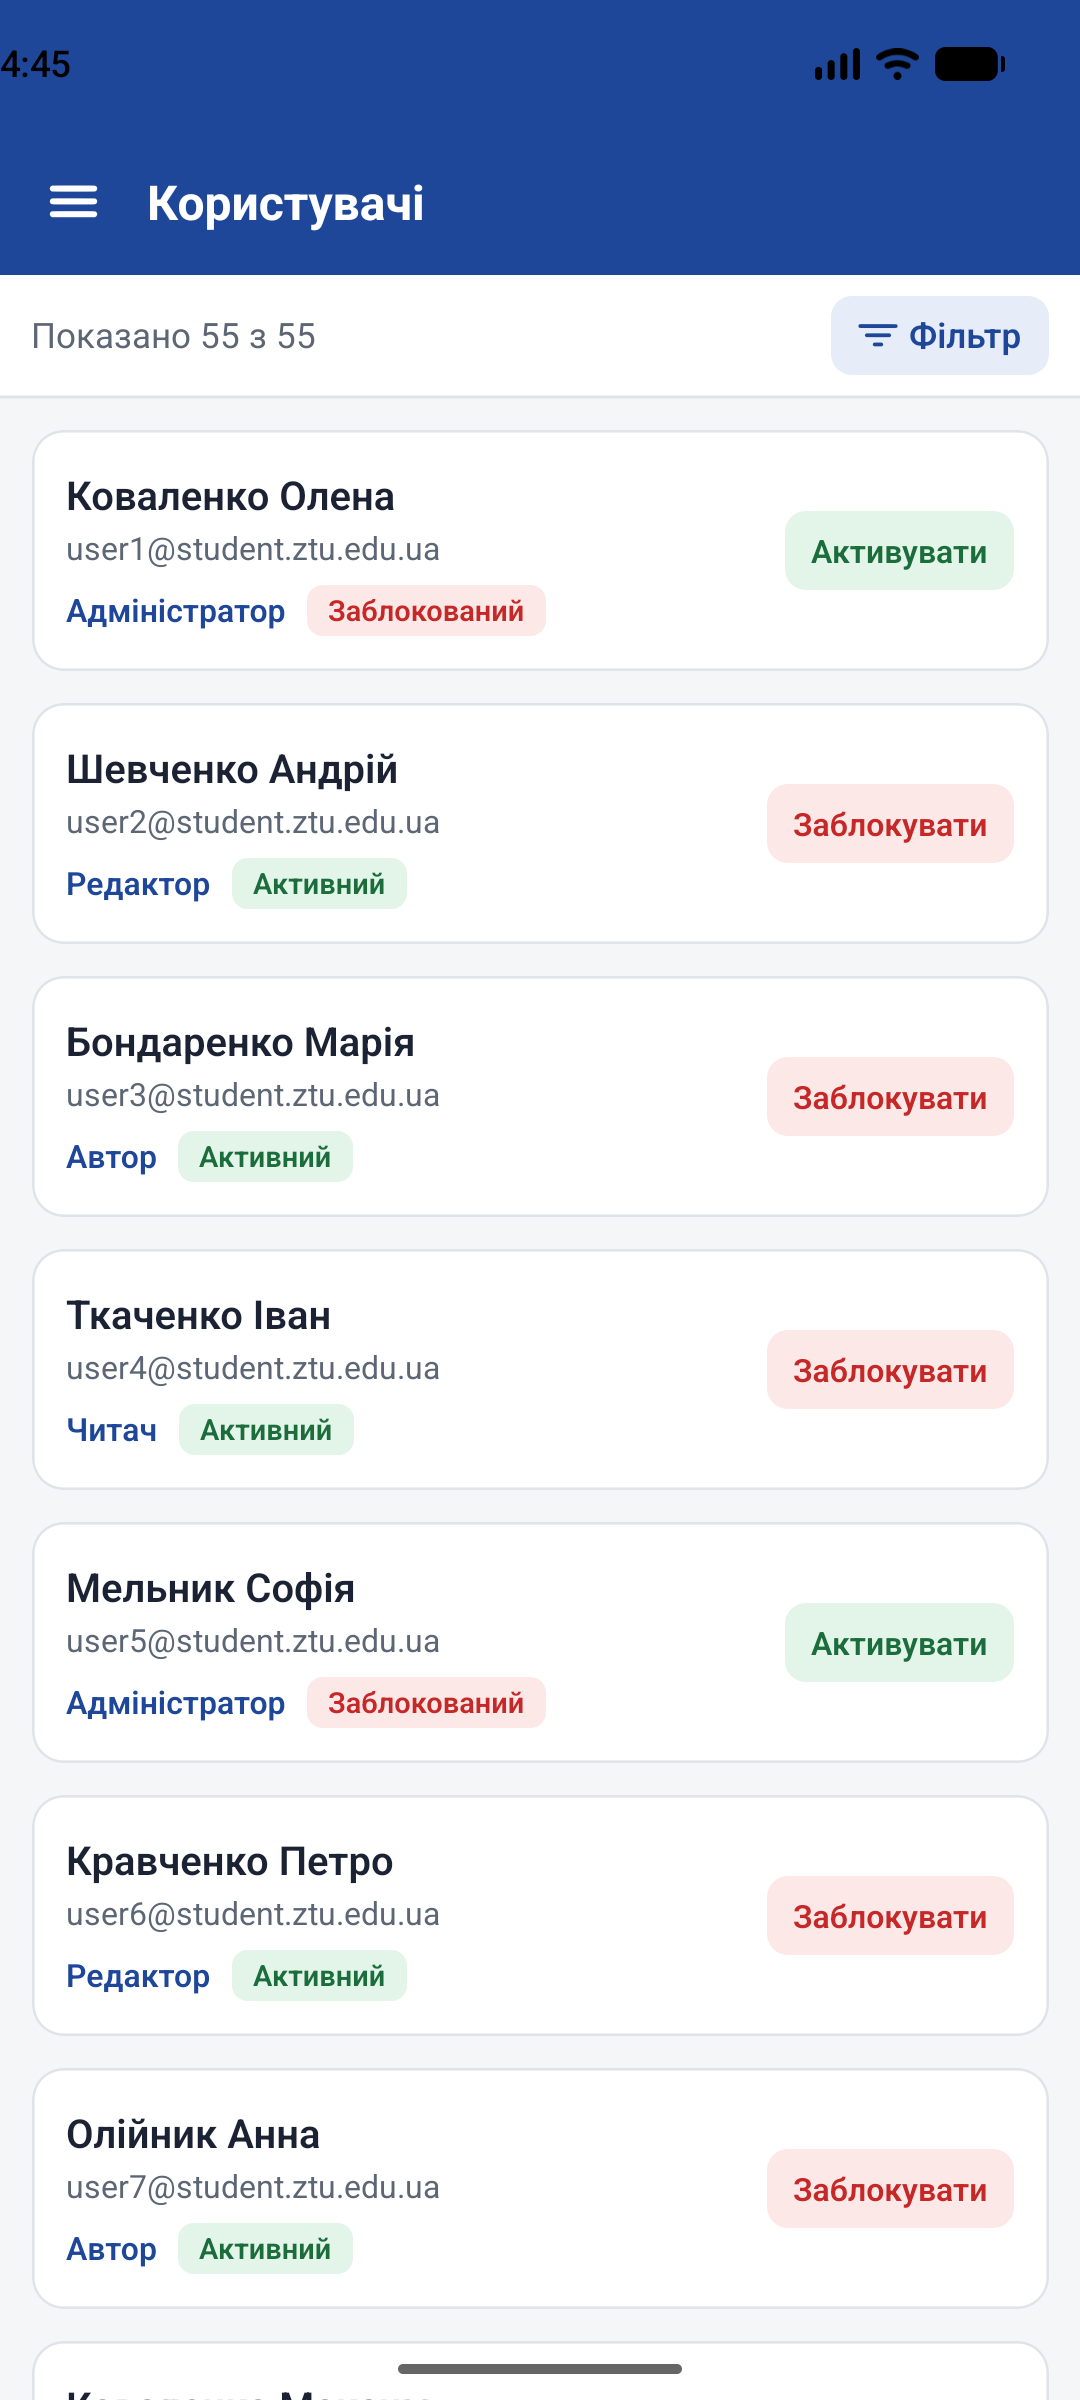 4:45
Користувачі
Показано 55 з 55
Фільтр
Коваленко Олена
user1@student.ztu.edu.ua
Активувати
Адміністратор Заблокований
Шевченко Андрій
user2@student.ztu.edu.ua
Заблокувати
Редактор Активний
Бондаренко Марія
user3@student.ztu.edu.ua
Заблокувати
Автор Активний
Ткаченко Іван
user4@student.ztu.edu.ua
Заблокувати
Читач Активний
Мельник Софія
user5@student.ztu.edu.ua
Активувати
Адміністратор Заблокований
Кравченко Петро
user6@student.ztu.edu.ua
Заблокувати
Редактор Активний
Олійник Анна
user7@student.ztu.edu.ua
Заблокувати
Автор Активний